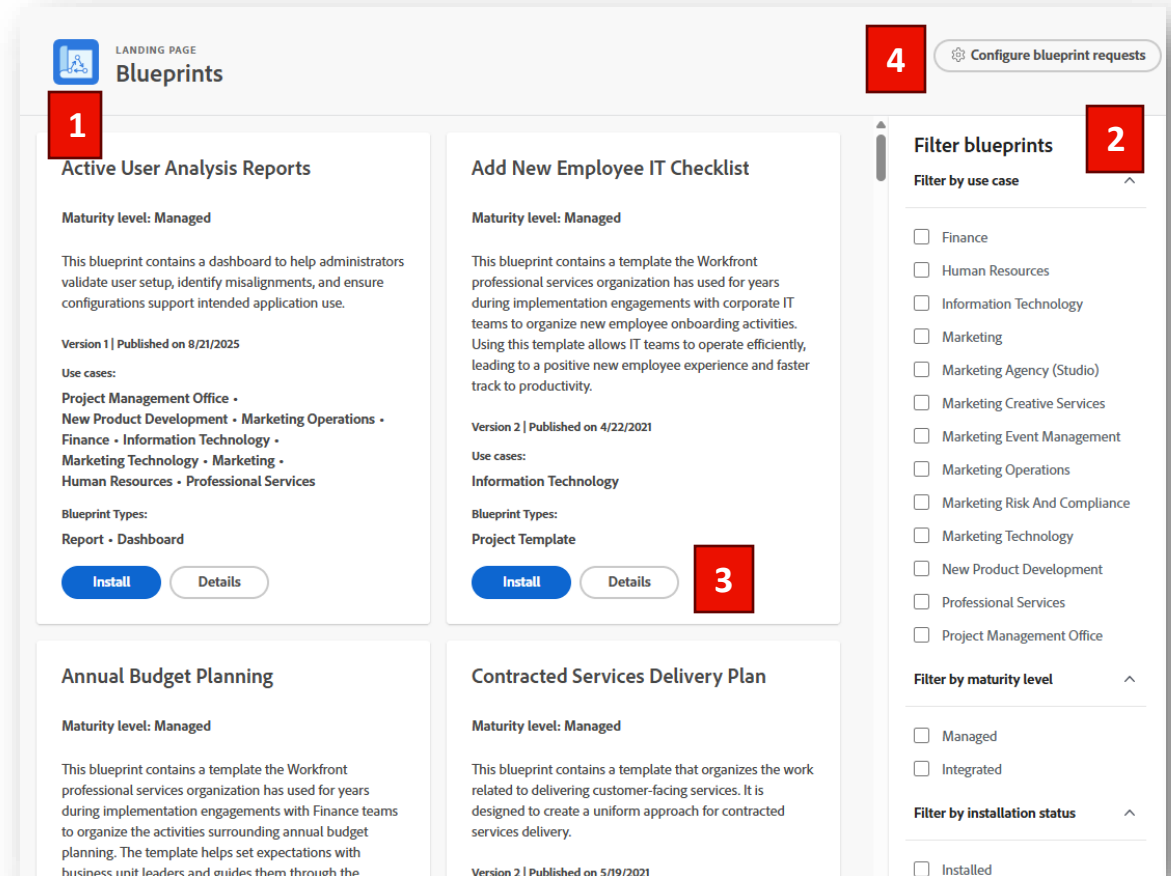 LANDING PAGE
Blueprints
4
Configure blueprint requests
1
Active User Analysis Reports
Maturity level: Managed
This blueprint contains a dashboard to help administrators
validate user setup, identify misalignments, and ensure
configurations support intended application use.
Version 1 | Published on 8/21/2025
Use cases:
Project Management Office •
New Product Development • Marketing Operations •
Finance • Information Technology •
Marketing Technology • Marketing •
Human Resources • Professional Services
Blueprint Types:
Report • Dashboard
Install
Details
Add New Employee IT Checklist
Maturity level: Managed
This blueprint contains a template the Workfront
professional services organization has used for years
during implementation engagements with corporate IT
teams to organize new employee onboarding activities.
Using this template allows IT teams to operate efficiently,
leading to a positive new employee experience and faster
track to productivity.
Version 2 | Published on 4/22/2021
Use cases:
Information Technology
Blueprint Types:
Project Template
Install
Details
3
Annual Budget Planning
Maturity level: Managed
This blueprint contains a template the Workfront
professional services organization has used for years
during implementation engagements with Finance teams
to organize the activities surrounding annual budget
planning. The template helps set expectations with
business unit leaders and guides them through the
Contracted Services Delivery Plan
Maturity level: Managed
This blueprint contains a template that organizes the work
related to delivering customer-facing services. It is
designed to create a uniform approach for contracted
services delivery.
Version 2 | Published on 5/19/2021
2
Filter blueprints
Filter by use case
Finance
Human Resources
Information Technology
Marketing
Marketing Agency (Studio)
Marketing Creative Services
Marketing Event Management
Marketing Operations
Marketing Risk And Compliance
Marketing Technology
New Product Development
Professional Services
Project Management Office
Filter by maturity level
Managed
Integrated
Filter by installation status
Installed